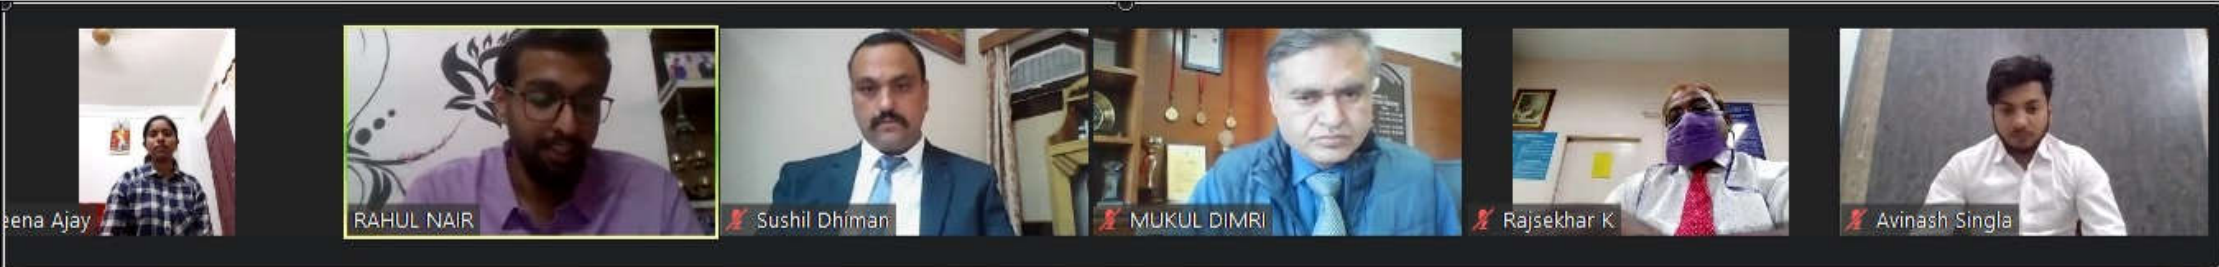 eena Ajay
RAHUL NAIR
Sushil Dhiman
MUKUL DIMRI
Rajsekhar K
Avinash Singla